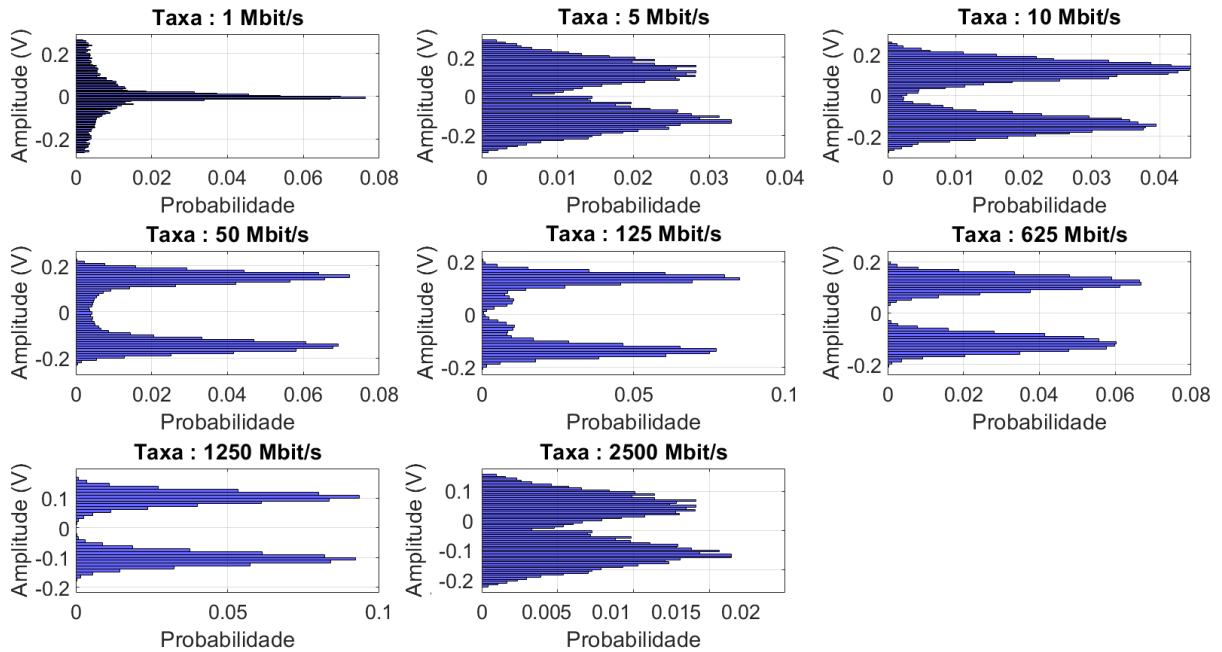 Taxa : 1 Mbit/s
Amplitude (V)
0.2
0
-0.2
0 0.02 0.04 0.06 0.08
Probabilidade
Taxa : 5 Mbit/s
Amplitude (V)
0.2
0
-0.2
0 0.01 0.02 0.03 0.04
Probabilidade
Taxa : 10 Mbit/s
Amplitude (V)
0.2
0
-0.2
0 0.01 0.02 0.03 0.04
Probabilidade
Taxa : 50 Mbit/s
Amplitude (V)
0.2
0
-0.2
0 0.02 0.04 0.06 0.08
Probabilidade
Taxa : 125 Mbit/s
Amplitude (V)
0.2
0
-0.2
0 0.1
Probabilidade
Taxa : 625 Mbit/s
Amplitude (V)
0.2
0
-0.2
0 0.02 0.04 0.06 0.08
Probabilidade
Taxa : 1250 Mbit/s
Amplitude (V)
0.1
0
-0.1
-0.2
0 0.05 0.1
Probabilidade
Taxa : 2500 Mbit/s
Amplitude (V)
0.1
0
-0.1
-0.2
0 0.005 0.01 0.015 0.02
Probabilidade